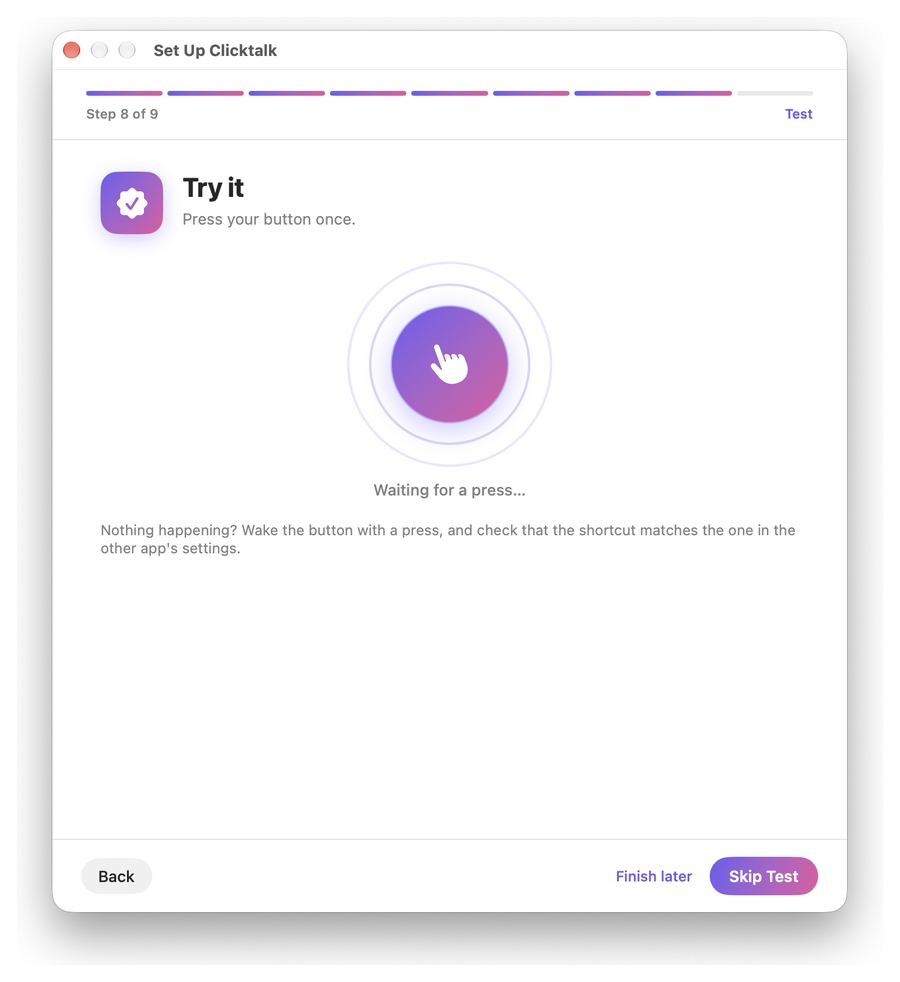 Set Up Clicktalk
Step 8 of 9
Test
Try it
Press your button once.
Waiting for a press...
Nothing happening? Wake the button with a press, and check that the shortcut matches the one in the
other app's settings.
Back
Finish later
Skip Test